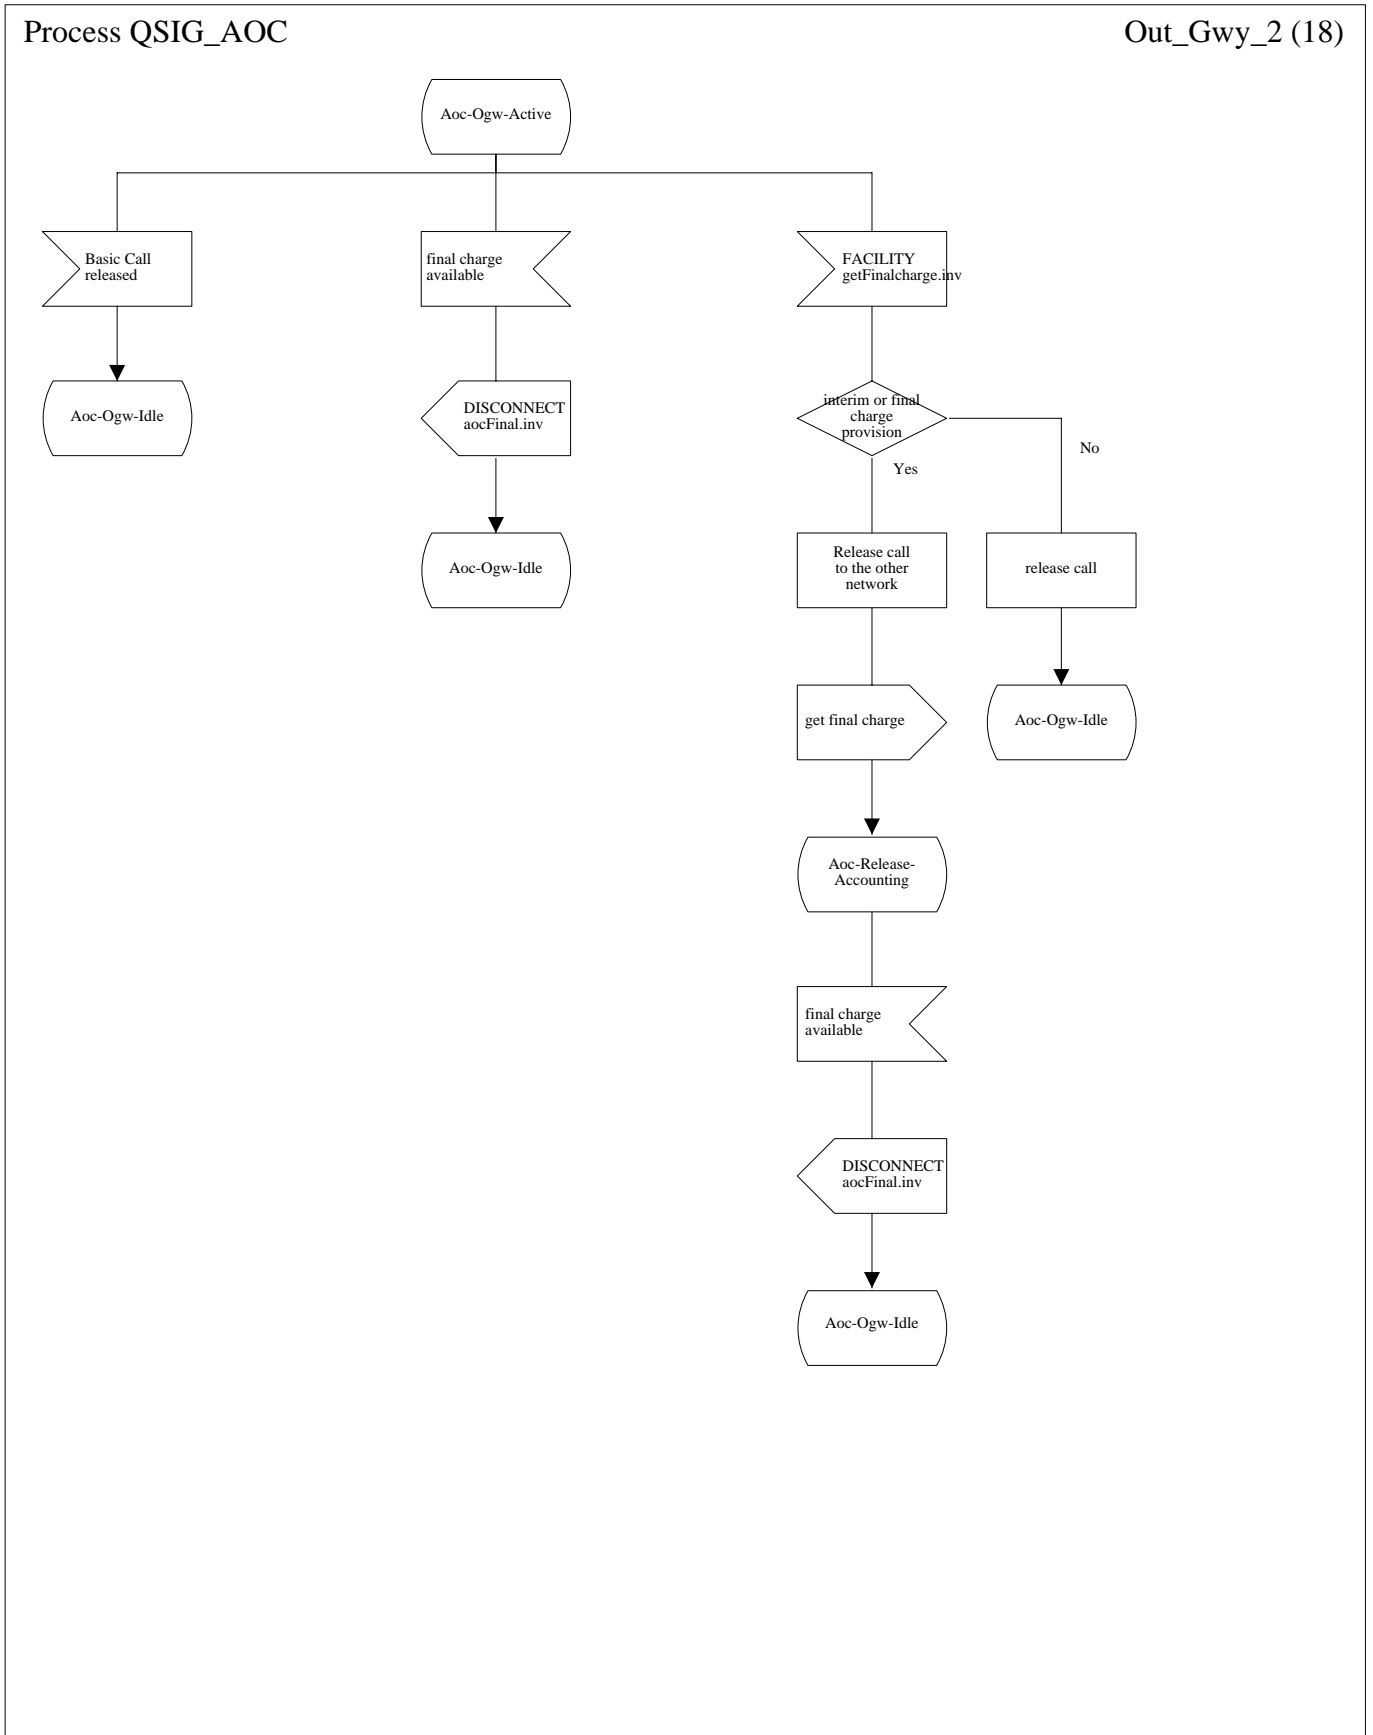 Process QSIG_AOC
Out_Gwy_2 (18)
Aoc-Ogw-Active
Basic Call
released
final charge
available
FACILITY
getFinalcharge.inv
Aoc-Ogw-Idle
DISCONNECT
aocFinal.inv
interim or final
charge
provision
No
Yes
Aoc-Ogw-Idle
Release call
to the other
network
release call
get final charge
Aoc-Ogw-Idle
Aoc-Release-
Accounting
final charge
available
DISCONNECT
aocFinal.inv
Aoc-Ogw-Idle